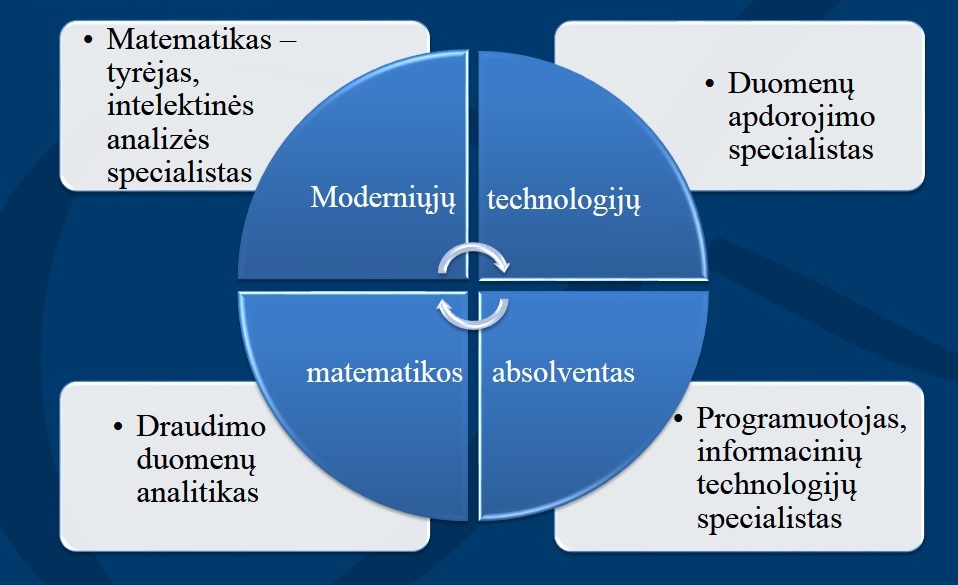 • Matematikas –
tyrėjas,
intelektinės
analizės
specialistas
• Duomenų
apdorojimo
specialistas
Moderniųjų
technologijų
matematikos
absolventas
• Draudimo
duomenų
analitikas
• Programuotojas,
informacinių
technologijų
specialistas